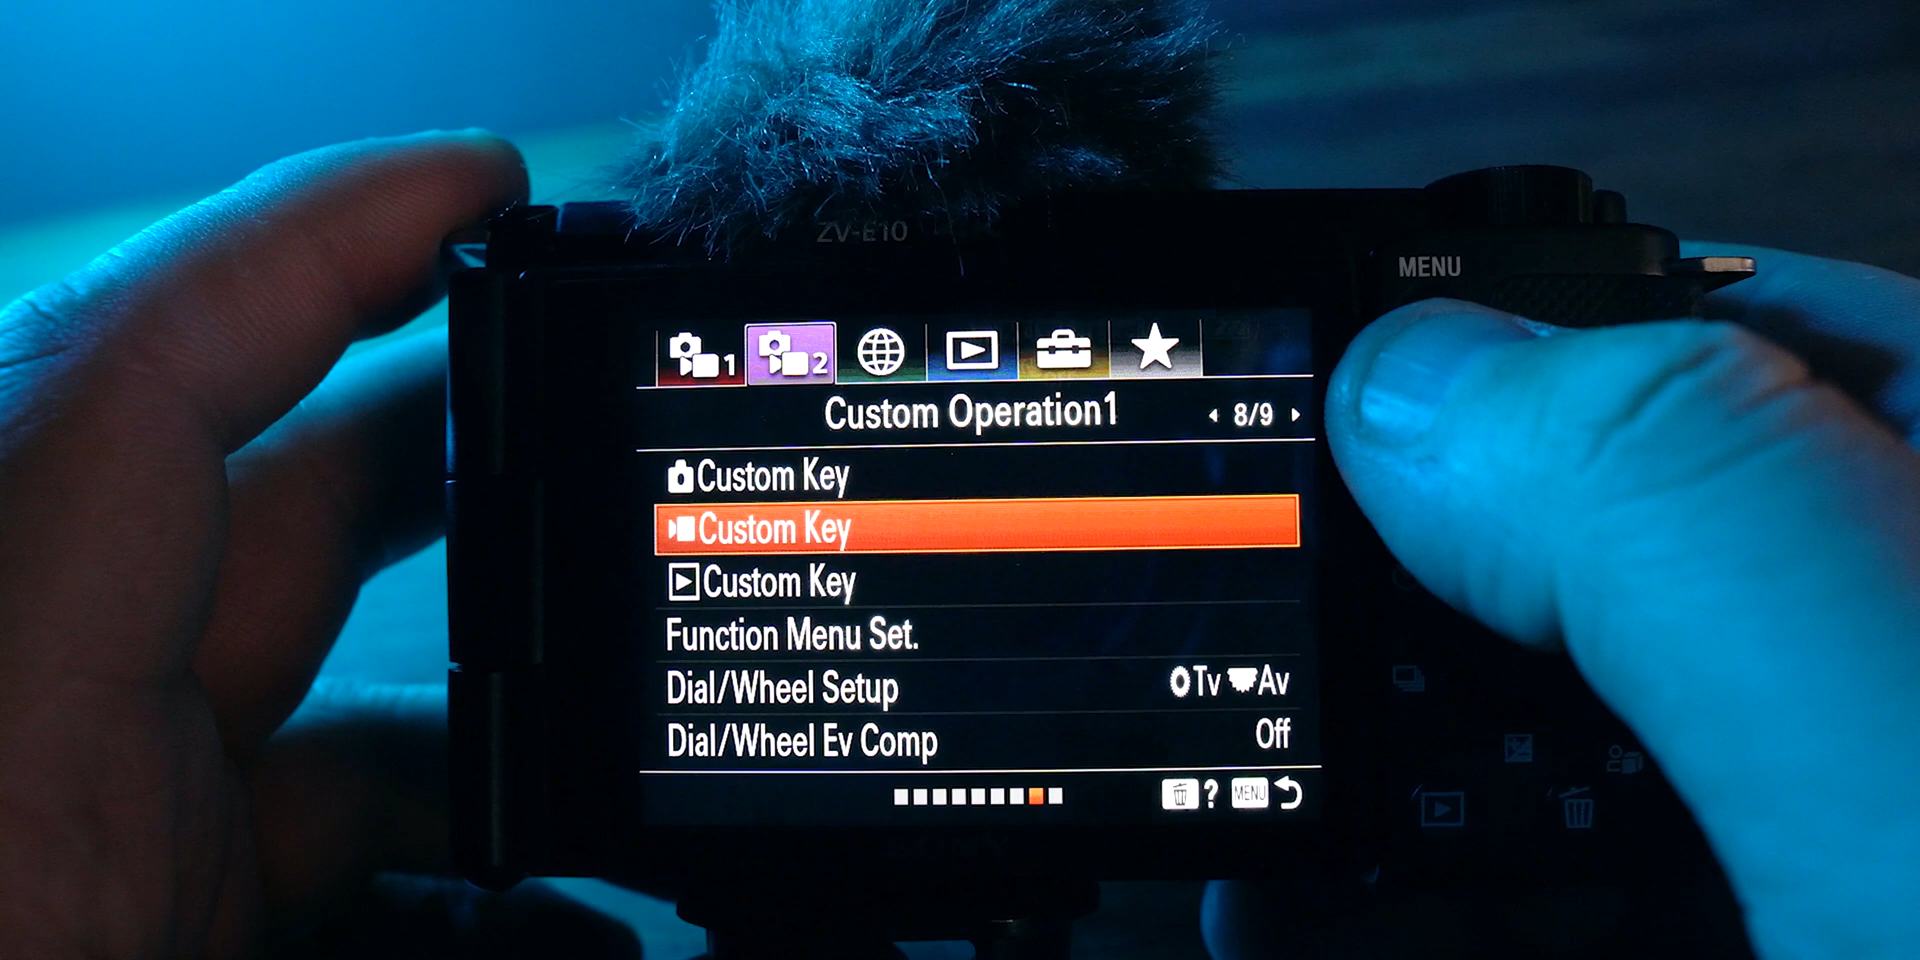 ZV-E10
MENU
1
2
Custom Operation1
8/9
Custom Key
Custom Key
Custom Key
Function Menu Set.
Dial/Wheel Setup Tv Av
Dial/Wheel Ev Comp Off
? MENU